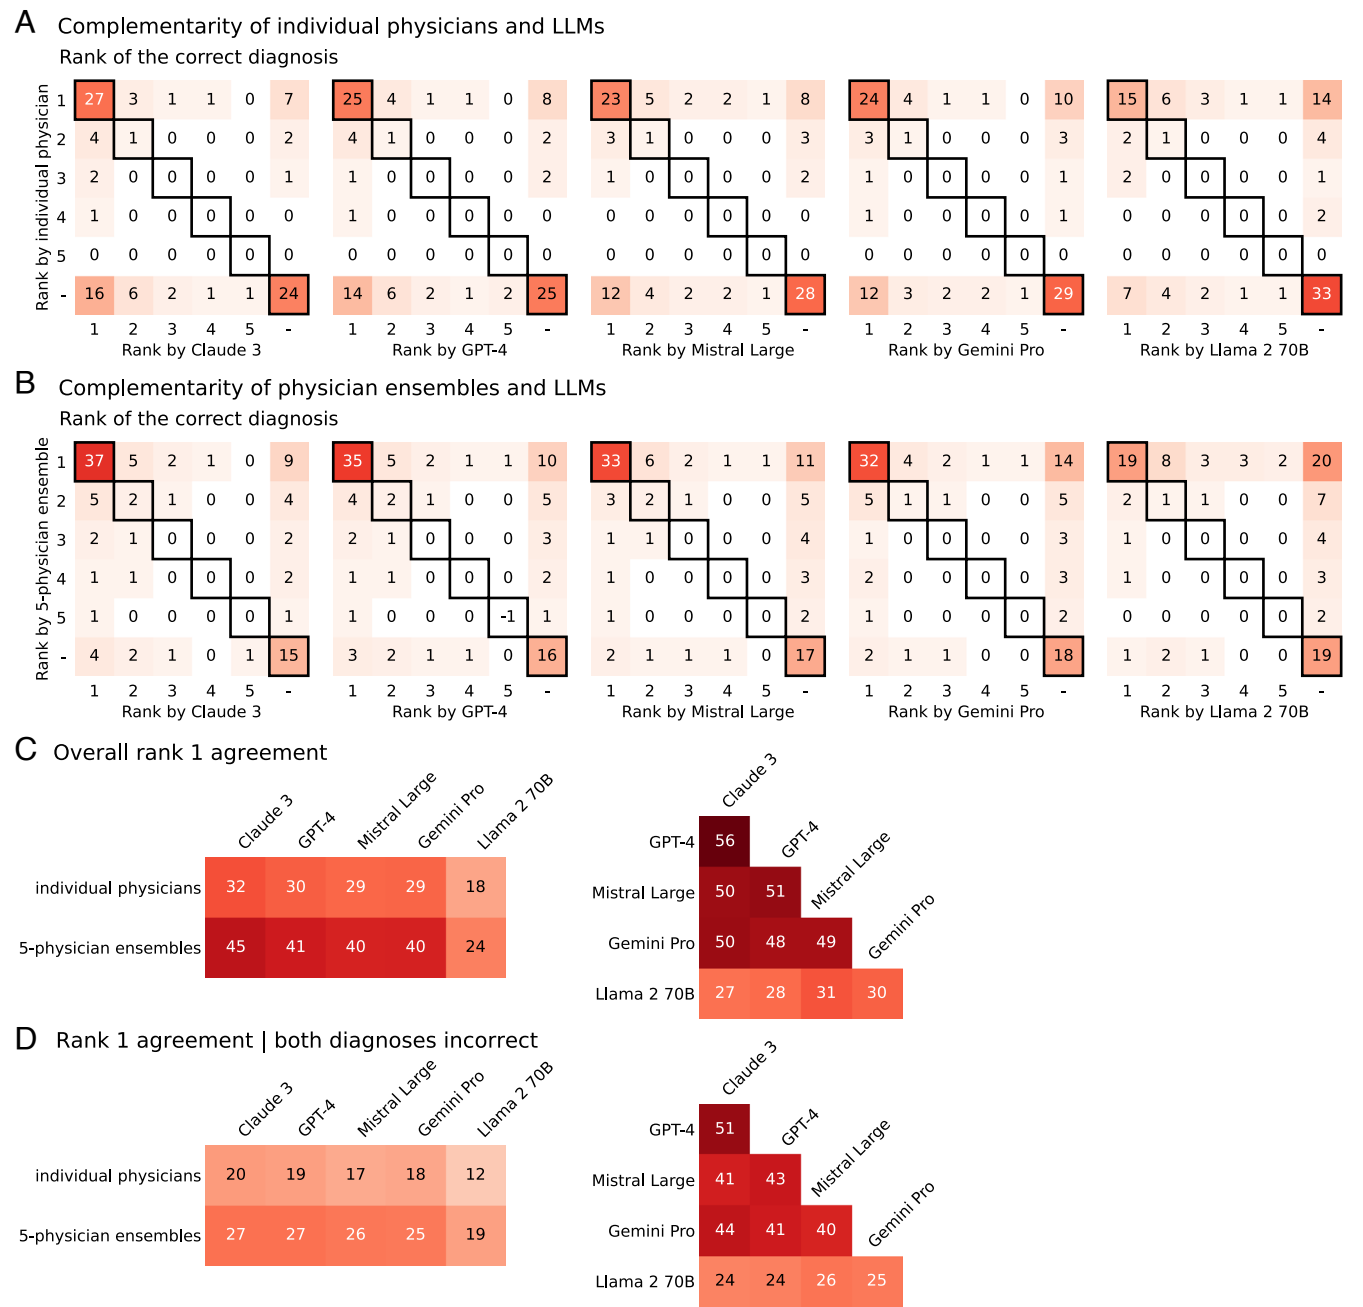 A Complementarity of individual physicians and LLMs
Rank of the correct diagnosis
Rank by individual physician
1 27 3 1 1 0 7 25 4 1 1 0 8 23 5 2 2 1 8 24 4 1 1 0 10 15 6 3 1 1 14
2 4 1 0 0 0 2 4 1 0 0 0 2 3 1 0 0 0 3 3 1 0 0 0 3 2 1 0 0 0 4
3 2 0 0 0 0 1 1 0 0 0 0 2 1 0 0 0 0 2 1 0 0 0 0 1 2 0 0 0 0 1
4 1 0 0 0 0 0 1 0 0 0 0 0 0 0 0 0 0 0 1 0 0 0 0 1 0 0 0 0 0 2
5 0 0 0 0 0 0 0 0 0 0 0 0 0 0 0 0 0 0 0 0 0 0 0 0 0 0 0 0 0 0
- 16 6 2 1 1 24 14 6 2 1 2 25 12 4 2 2 1 28 12 3 2 2 1 29 7 4 2 1 1 33
1 2 3 4 5 - 1 2 3 4 5 - 1 2 3 4 5 - 1 2 3 4 5 - 1 2 3 4 5 -
Rank by Claude 3 Rank by GPT-4 Rank by Mistral Large Rank by Gemini Pro Rank by Llama 2 70B
B Complementarity of physician ensembles and LLMs
Rank of the correct diagnosis
Rank by 5-physician ensemble
1 37 5 2 1 0 9 35 5 2 1 1 10 33 6 2 1 1 11 32 4 2 1 1 14 19 8 3 3 2 20
2 5 2 1 0 0 4 4 2 1 0 0 5 3 2 1 0 0 5 5 1 1 0 0 5 2 1 1 0 0 7
3 2 1 0 0 0 2 2 1 0 0 0 3 1 1 0 0 0 4 1 0 0 0 0 3 1 0 0 0 0 4
4 1 1 0 0 0 2 1 1 0 0 0 2 1 0 0 0 0 3 2 0 0 0 0 3 1 0 0 0 0 3
5 1 0 0 0 0 1 1 0 0 0 -1 1 1 0 0 0 0 2 1 0 0 0 0 2 0 0 0 0 0 2
- 4 2 1 0 1 15 3 2 1 1 0 16 2 1 1 1 0 17 2 1 1 0 0 18 1 2 1 0 0 19
1 2 3 4 5 - 1 2 3 4 5 - 1 2 3 4 5 - 1 2 3 4 5 - 1 2 3 4 5 -
Rank by Claude 3 Rank by GPT-4 Rank by Mistral Large Rank by Gemini Pro Rank by Llama 2 70B
C Overall rank 1 agreement
Claude 3 GPT-4 Mistral Large Gemini Pro Llama 2 70B
individual physicians 32 30 29 29 18
5-physician ensembles 45 41 40 40 24
Claude 3
GPT-4 56 GPT-4
Mistral Large 50 51 Mistral Large
Gemini Pro 50 48 49 Gemini Pro
Llama 2 70B 27 28 31 30
D Rank 1 agreement | both diagnoses incorrect
Claude 3 GPT-4 Mistral Large Gemini Pro Llama 2 70B
individual physicians 20 19 17 18 12
5-physician ensembles 27 27 26 25 19
Claude 3
GPT-4 51 GPT-4
Mistral Large 41 43 Mistral Large
Gemini Pro 44 41 40 Gemini Pro
Llama 2 70B 24 24 26 25